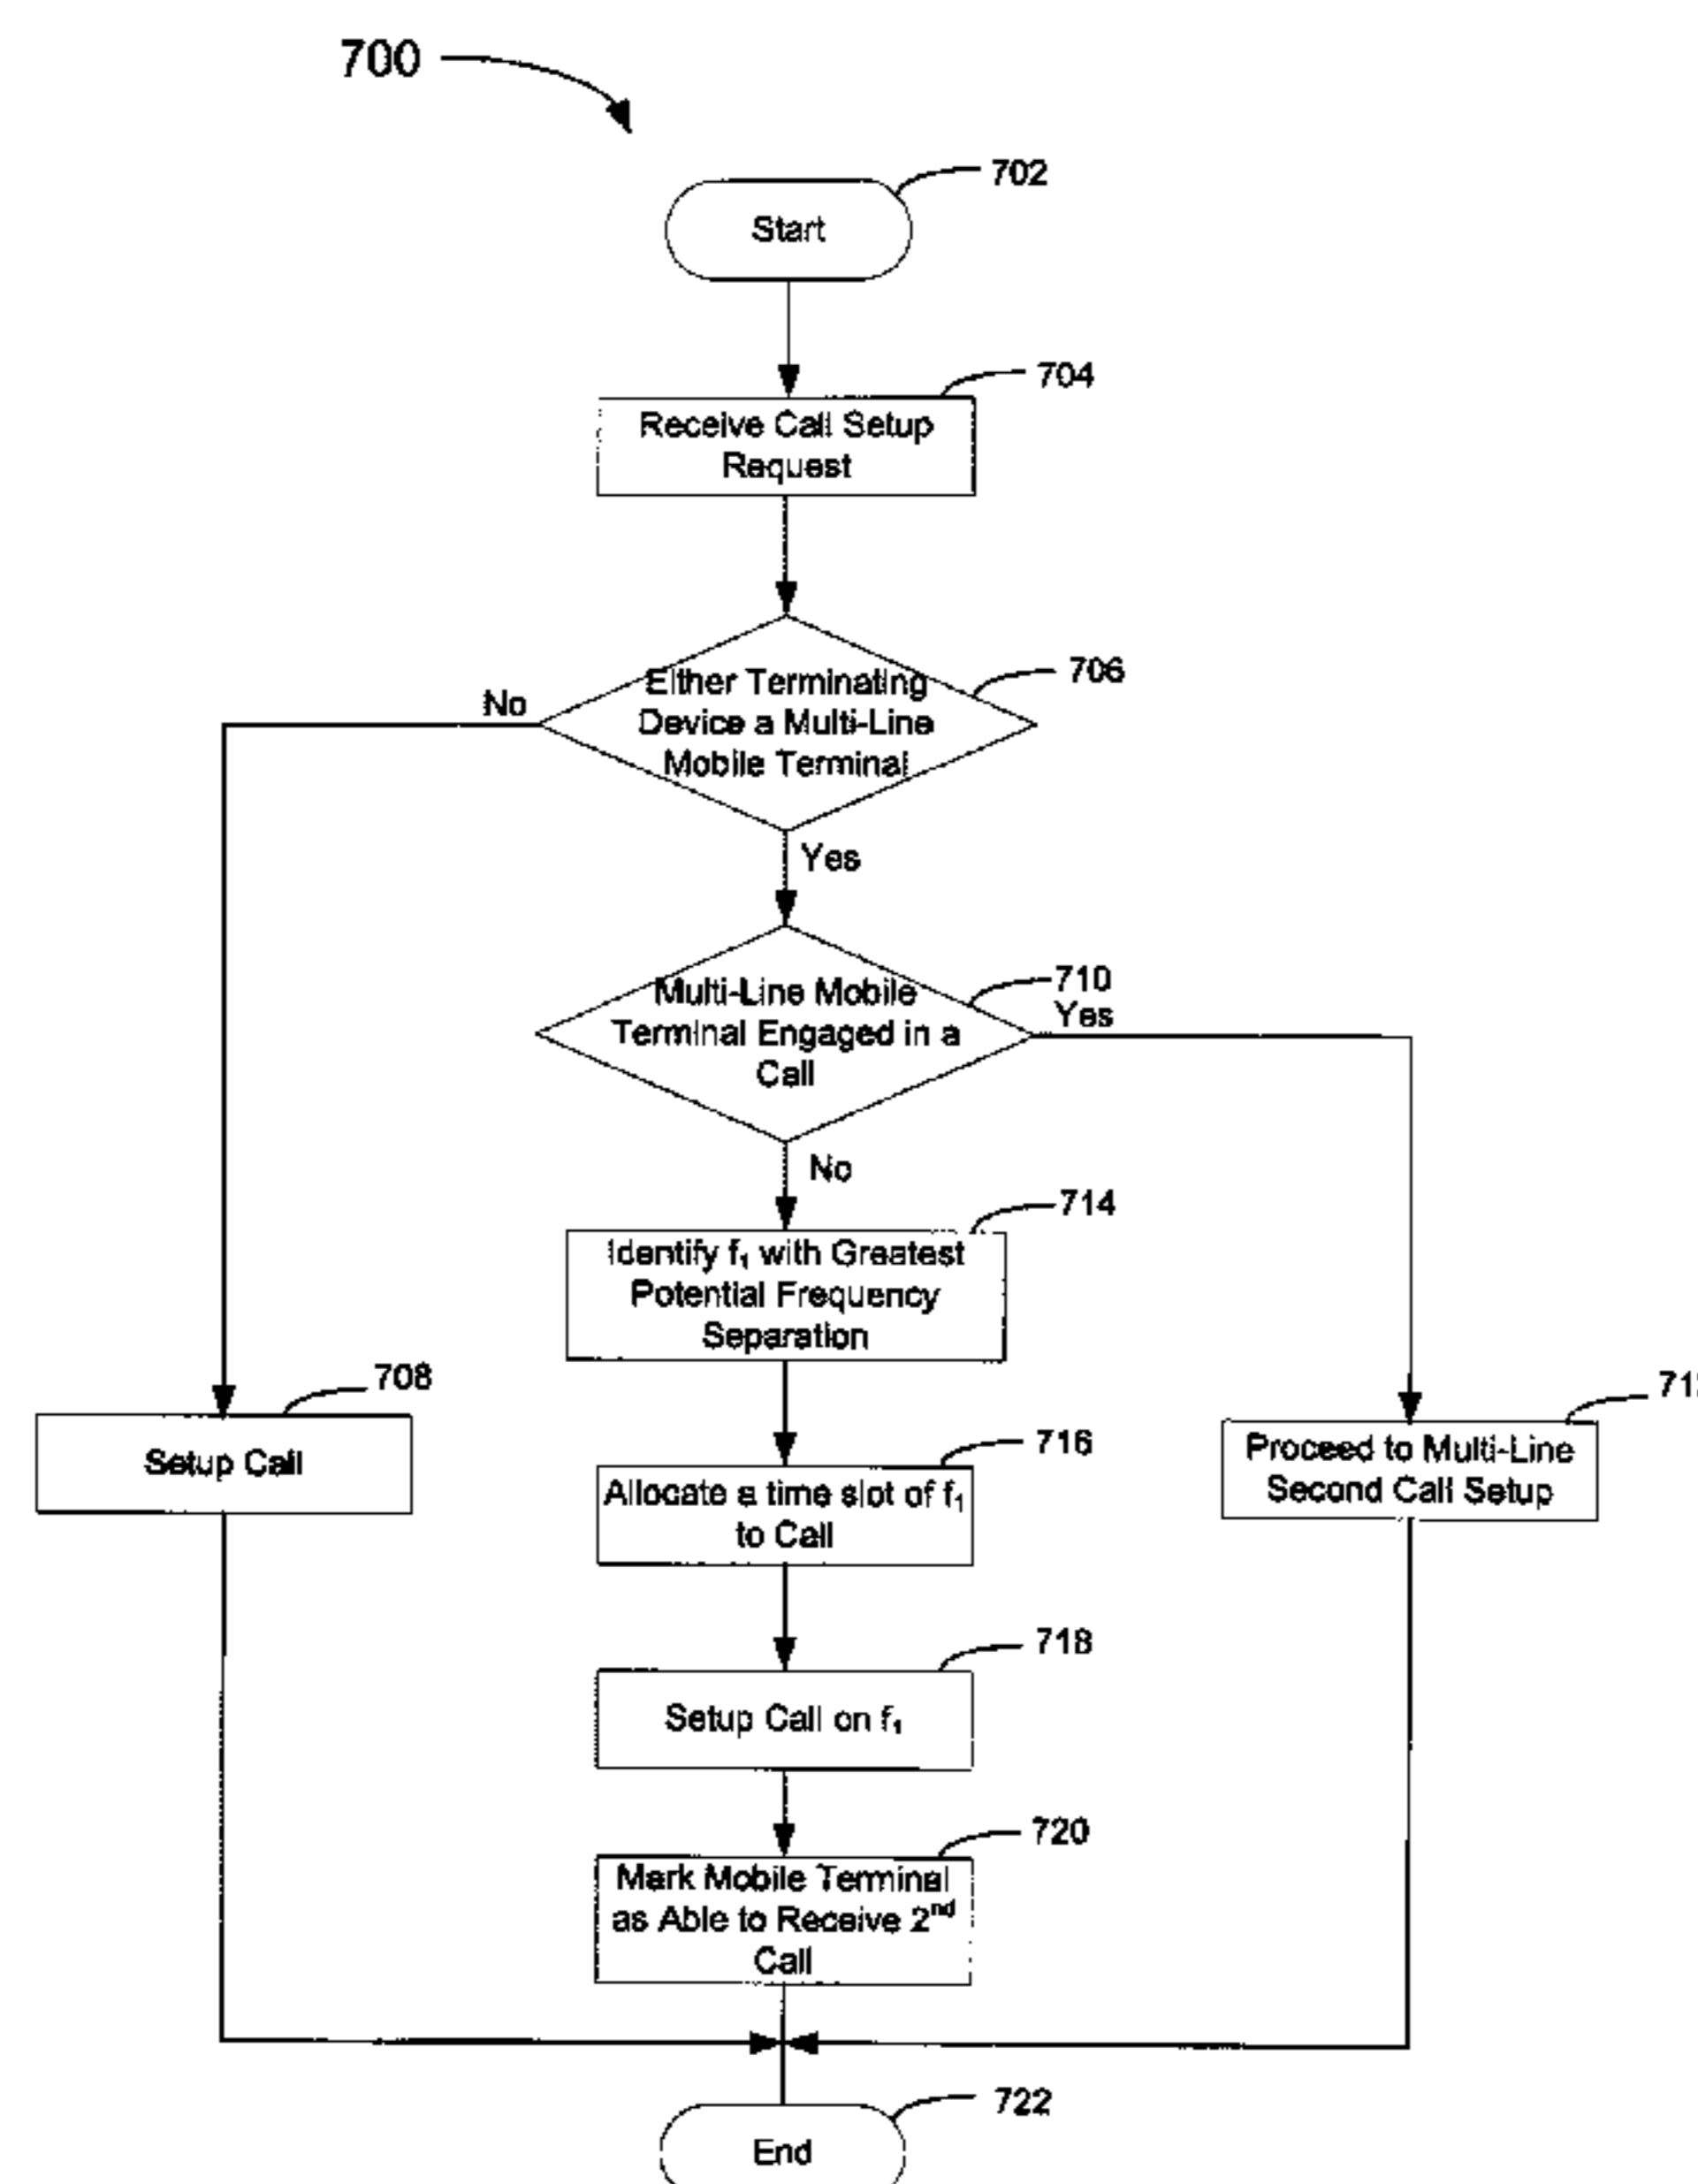 700
702
Start
704
Receive Call Setup
Request
706
Either Terminating
Device a Multi-Line
Mobile Terminal
No
Yes
710
Multi-Line Mobile
Terminal Engaged in a
Call
Yes
No
714
Identify f₁ with Greatest
Potential Frequency
Separation
708
Setup Call
716
Allocate a time slot of f₁
to Call
Proceed to Multi-Line
Second Call Setup
718
Setup Call on f₁
720
Mark Mobile Terminal
as Able to Receive 2ⁿᵈ
Call
722
End